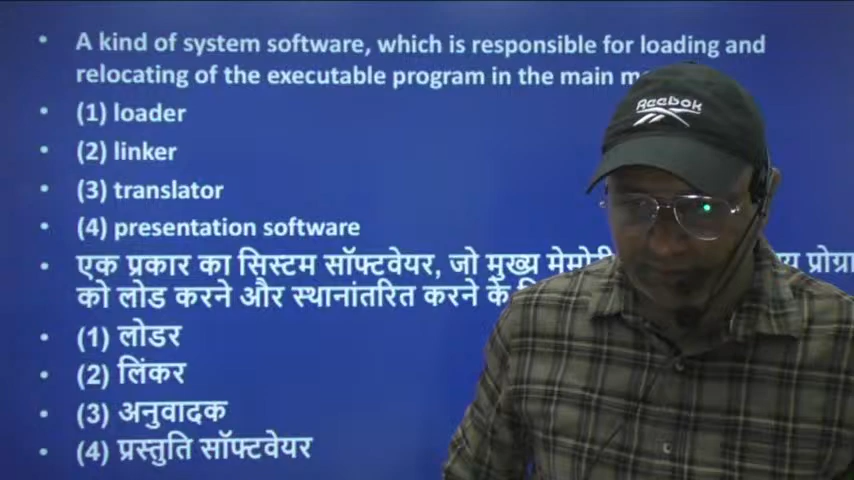 • A kind of system software, which is responsible for loading and
relocating of the executable program in the main
• (1) loader
• (2) linker
• (3) translator
• (4) presentation software
• एक प्रकार का सिस्टम सॉफ्टवेयर, जो मुख्य
को लोड करने और स्थानांतरित करने के
• (1) लोडर
• (2) लिंकर
• (3) अनुवादक
• (4) प्रस्तुति सॉफ्टवेयर
Reebok